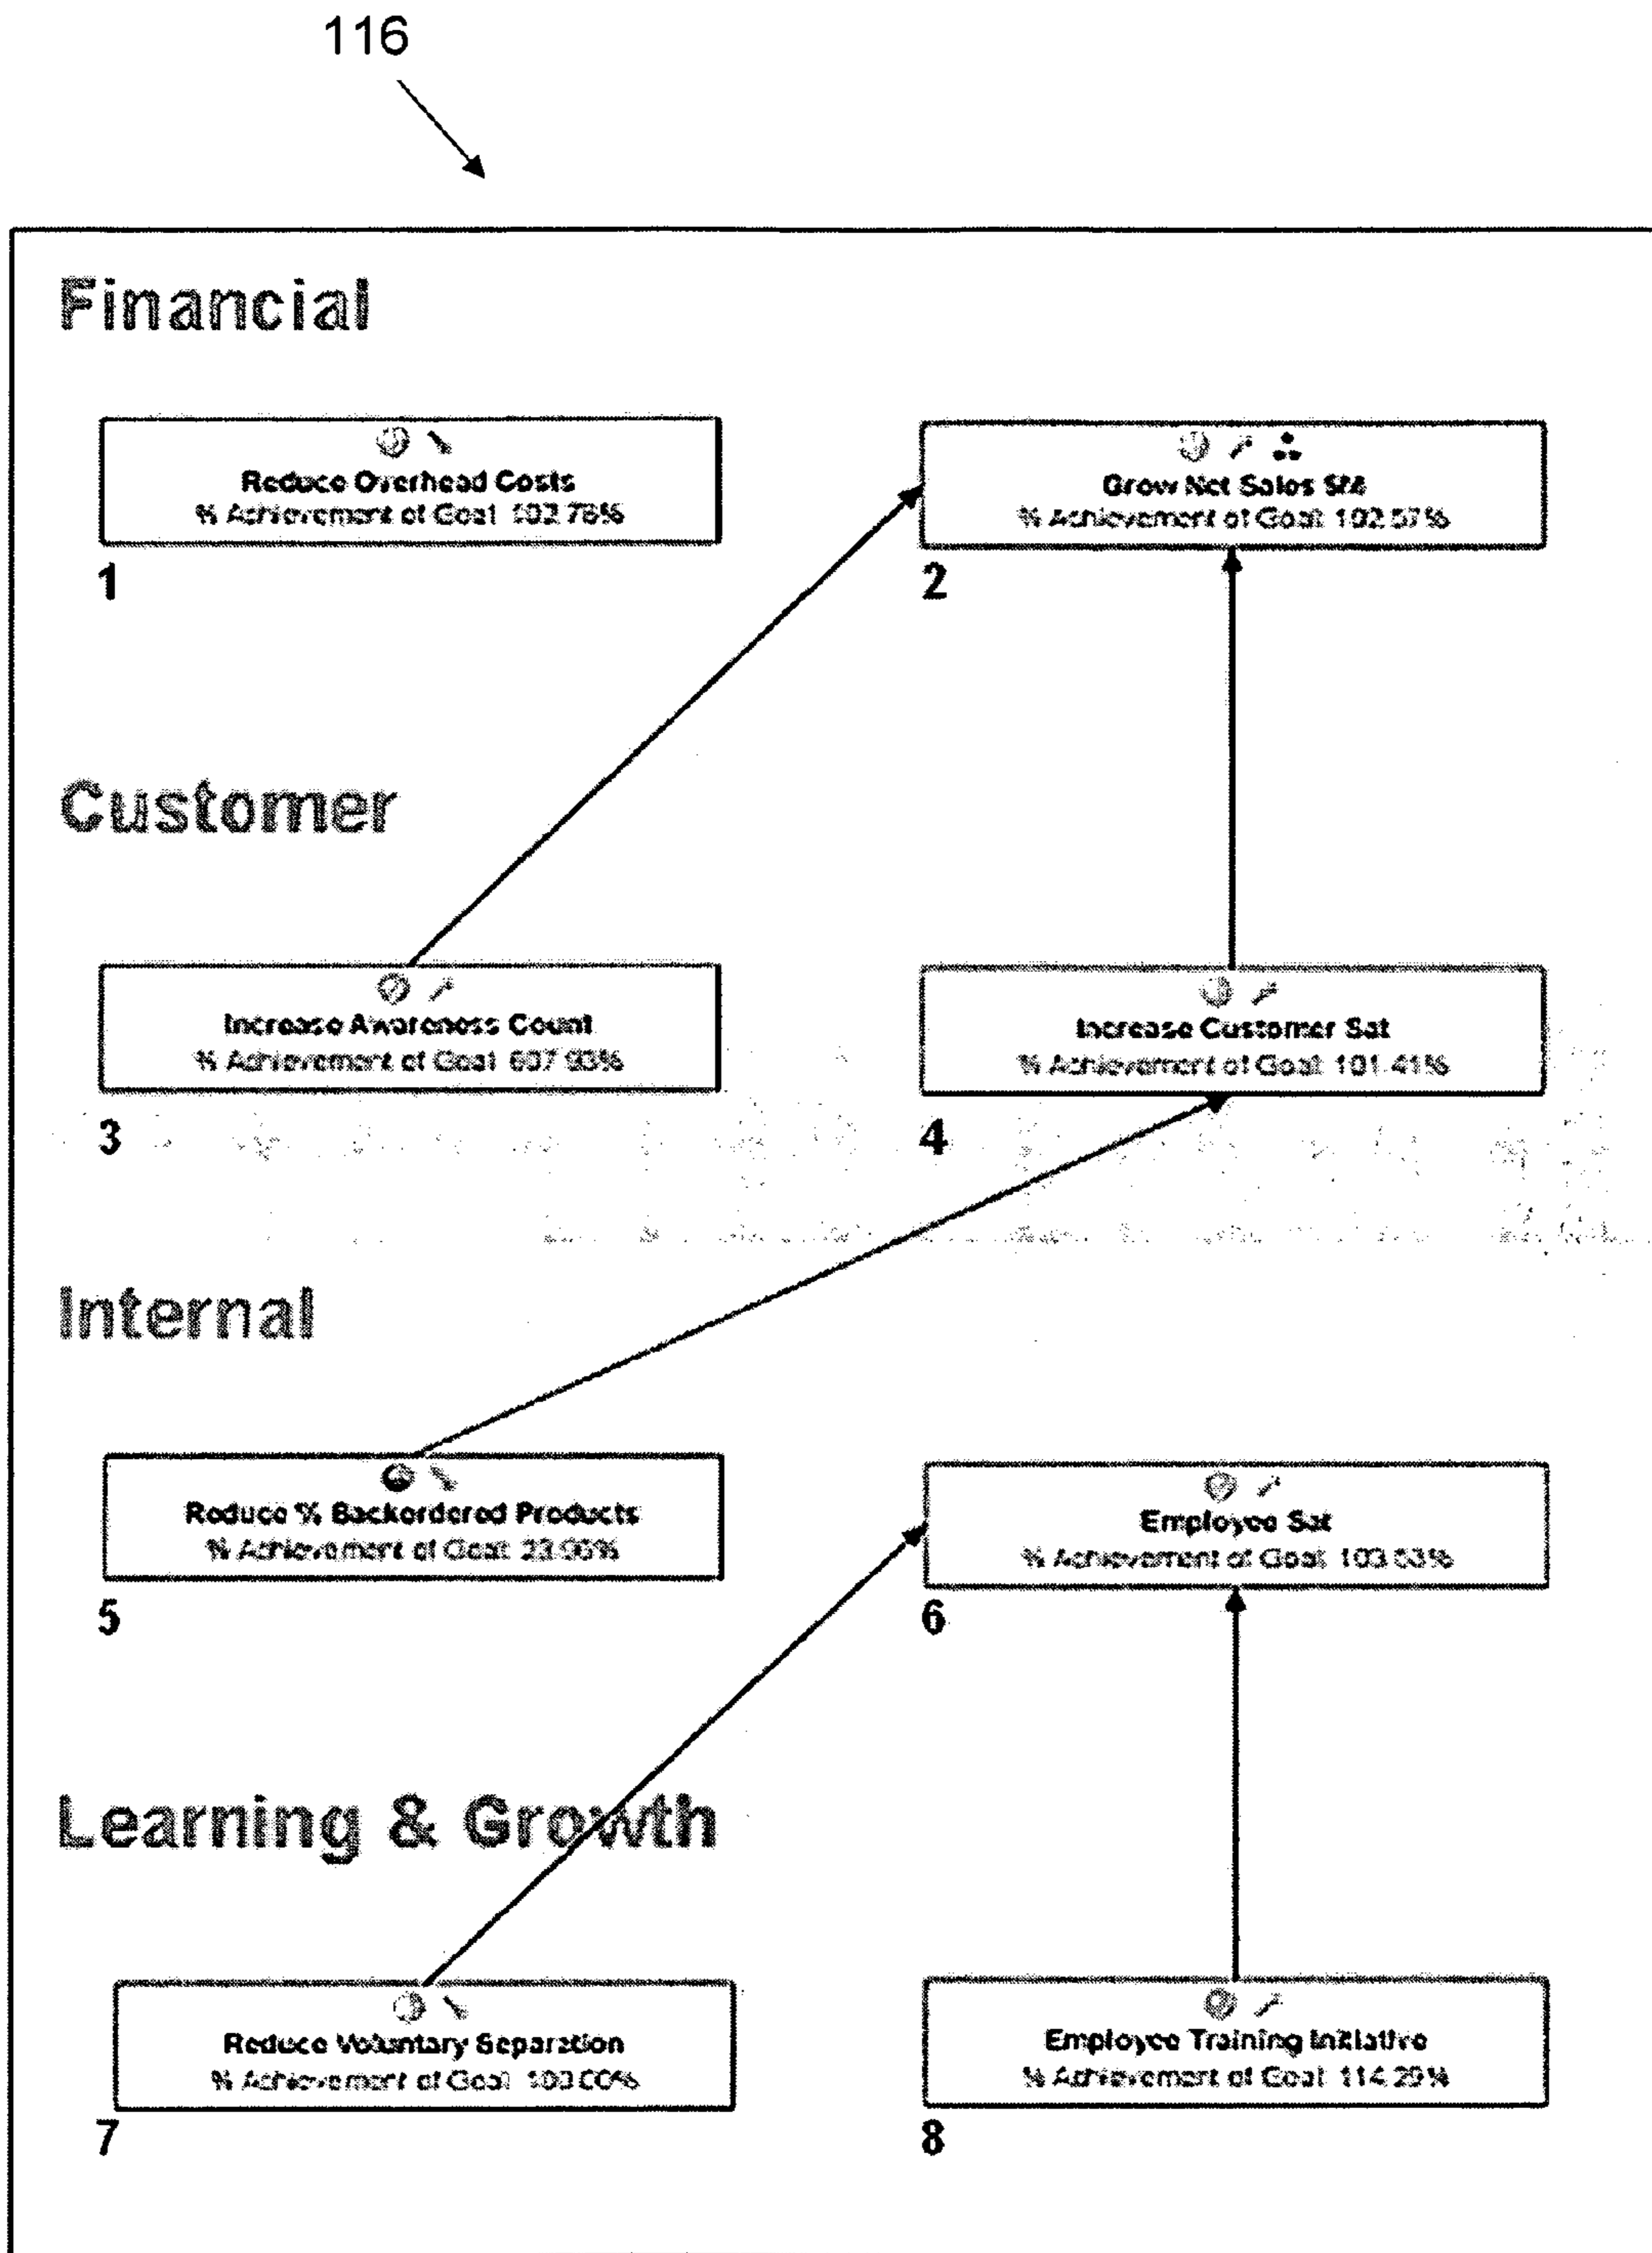 116
Financial
Reduce Overhead Costs
% Achievement of Goal 102.78%
1
Grow Net Sales $M
% Achievement of Goal: 102.57%
2
Customer
Increase Awareness Count
% Achievement of Goal
3
Increase Customer Sat
% Achievement of Goal: 101.41%
4
Internal
Reduce % Backordered Products
% Achievement of Goal:
5
Employee Sat
% Achievement of Goal:
6
Learning & Growth
Reduce Voluntary Separation
% Achievement of Goal 100.00%
7
Employee Training Initiative
% Achievement of Goal 114.29%
8